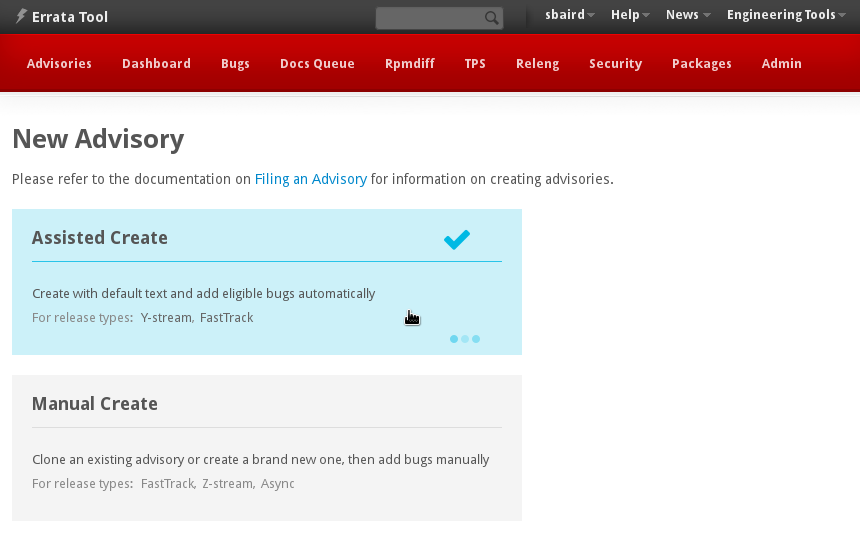 Errata Tool
sbaird Help News Engineering Tools
Advisories Dashboard Bugs Docs Queue Rpmdiff TPS Releng Security Packages Admin
New Advisory
Please refer to the documentation on Filing an Advisory for information on creating advisories.
Assisted Create
Create with default text and add eligible bugs automatically
For release types: Y-stream, FastTrack
Manual Create
Clone an existing advisory or create a brand new one, then add bugs manually
For release types: FastTrack, Z-stream, Async